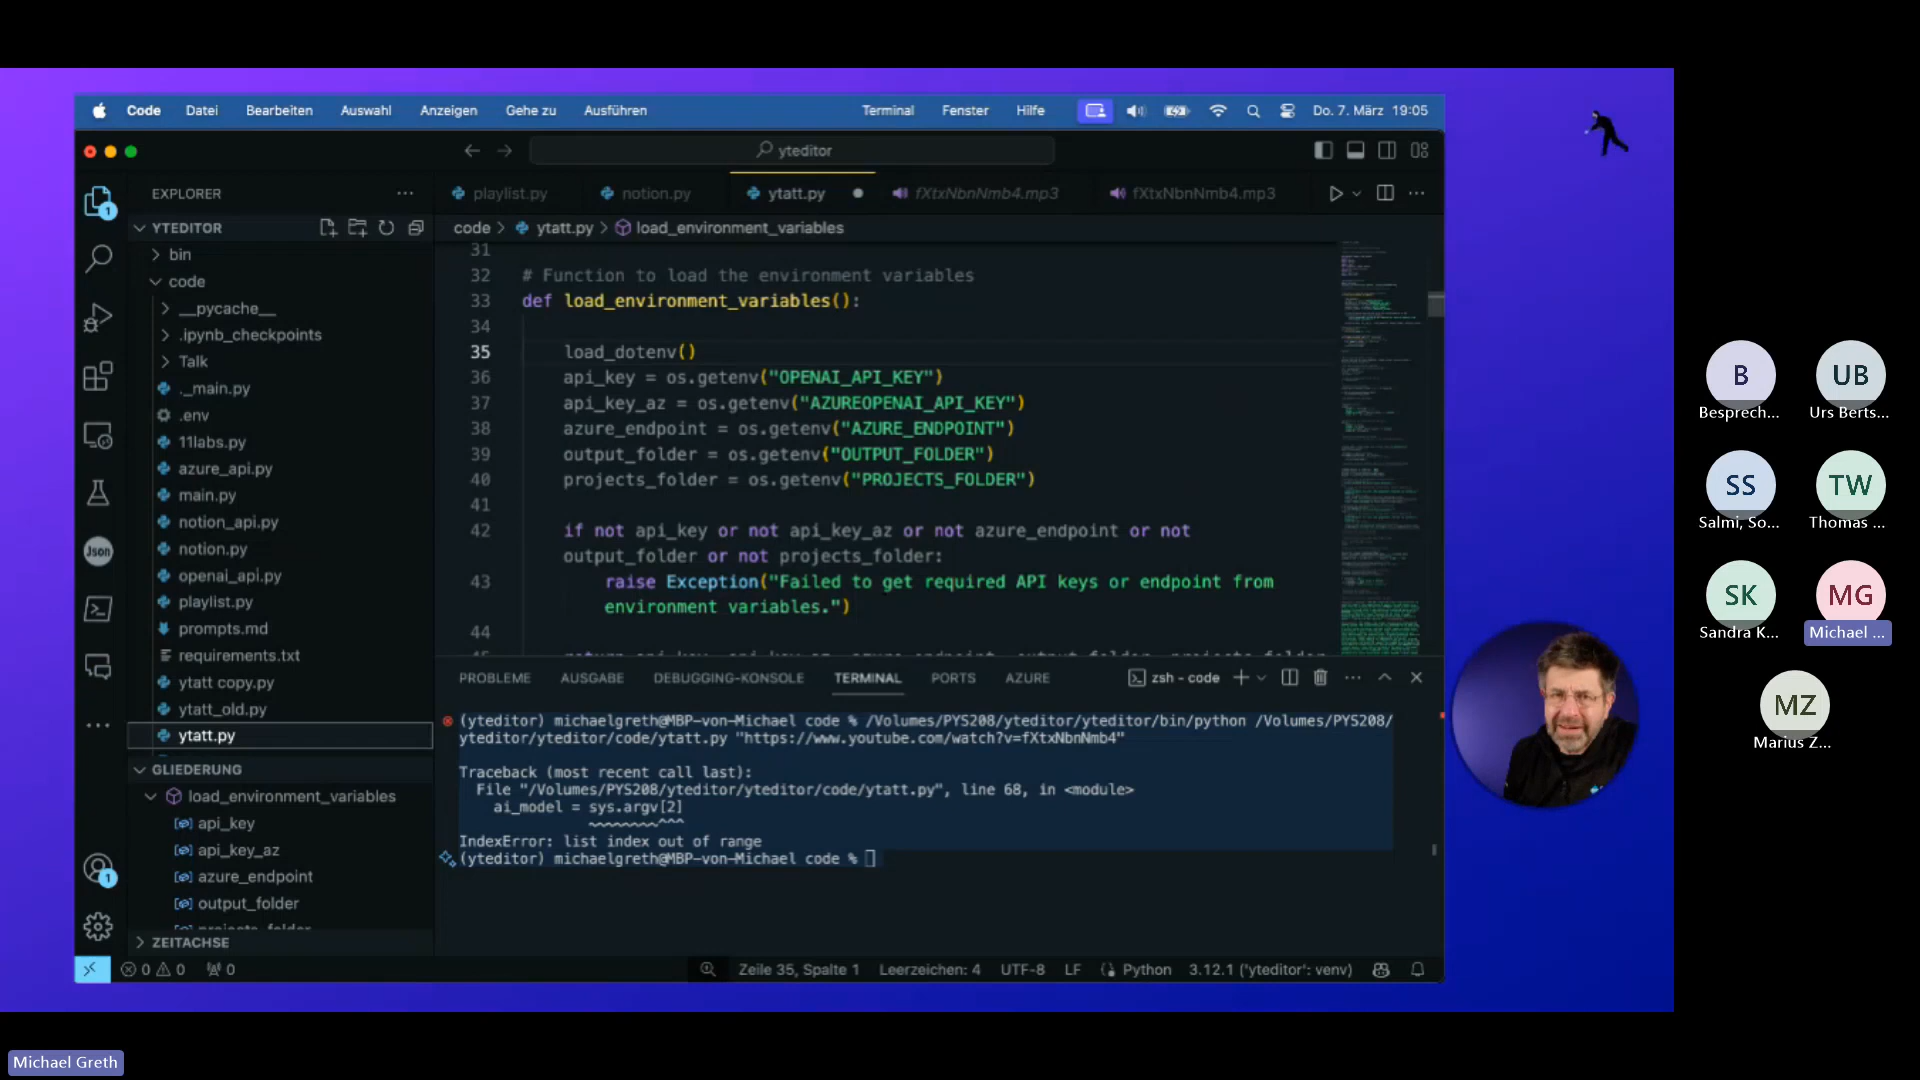 Code Datei Bearbeiten Auswahl Anzeigen Gehe zu Ausführen Terminal Fenster Hilfe Do. 7. März 19:05
yteditor
EXPLORER
playlist.py notion.py ytatt.py fXtxNbnNmb4.mp3 fXtxNbnNmb4.mp3
YTEDITOR
code > ytatt.py > load_environment_variables
bin
code
__pycache__
.ipynb_checkpoints
Talk
._main.py
.env
11labs.py
azure_api.py
main.py
notion_api.py
notion.py
openai_api.py
playlist.py
prompts.md
requirements.txt
ytatt copy.py
ytatt_old.py
ytatt.py
GLIEDERUNG
load_environment_variables
api_key
api_key_az
azure_endpoint
output_folder
projects_folder
ZEITACHSE
1
Json
1
31
32 # Function to load the environment variables
33 def load_environment_variables():
34
35 load_dotenv()
36 api_key = os.getenv("OPENAI_API_KEY")
37 api_key_az = os.getenv("AZUREOPENAI_API_KEY")
38 azure_endpoint = os.getenv("AZURE_ENDPOINT")
39 output_folder = os.getenv("OUTPUT_FOLDER")
40 projects_folder = os.getenv("PROJECTS_FOLDER")
41
42 if not api_key or not api_key_az or not azure_endpoint or not
output_folder or not projects_folder:
43 raise Exception("Failed to get required API keys or endpoint from
environment variables.")
44
PROBLEME AUSGABE DEBUGGING-KONSOLE TERMINAL PORTS AZURE zsh - code
(yteditor) michaelgreth@MBP-von-Michael code % /Volumes/PYS208/yteditor/yteditor/bin/python /Volumes/PYS208/
yteditor/yteditor/code/ytatt.py "https://www.youtube.com/watch?v=fXtxNbnNmb4"
Traceback (most recent call last):
File "/Volumes/PYS208/yteditor/yteditor/code/ytatt.py", line 68, in <module>
ai_model = sys.argv[2]
~~~~~~~~^^^
IndexError: list index out of range
(yteditor) michaelgreth@MBP-von-Michael code %
0 0 0 Zeile 35, Spalte 1 Leerzeichen: 4 UTF-8 LF Python 3.12.1 ('yteditor': venv)
B UB
Besprech... Urs Berts...
SS TW
Salmi, So... Thomas ...
SK MG
Sandra K... Michael ...
MZ
Marius Z...
Michael Greth